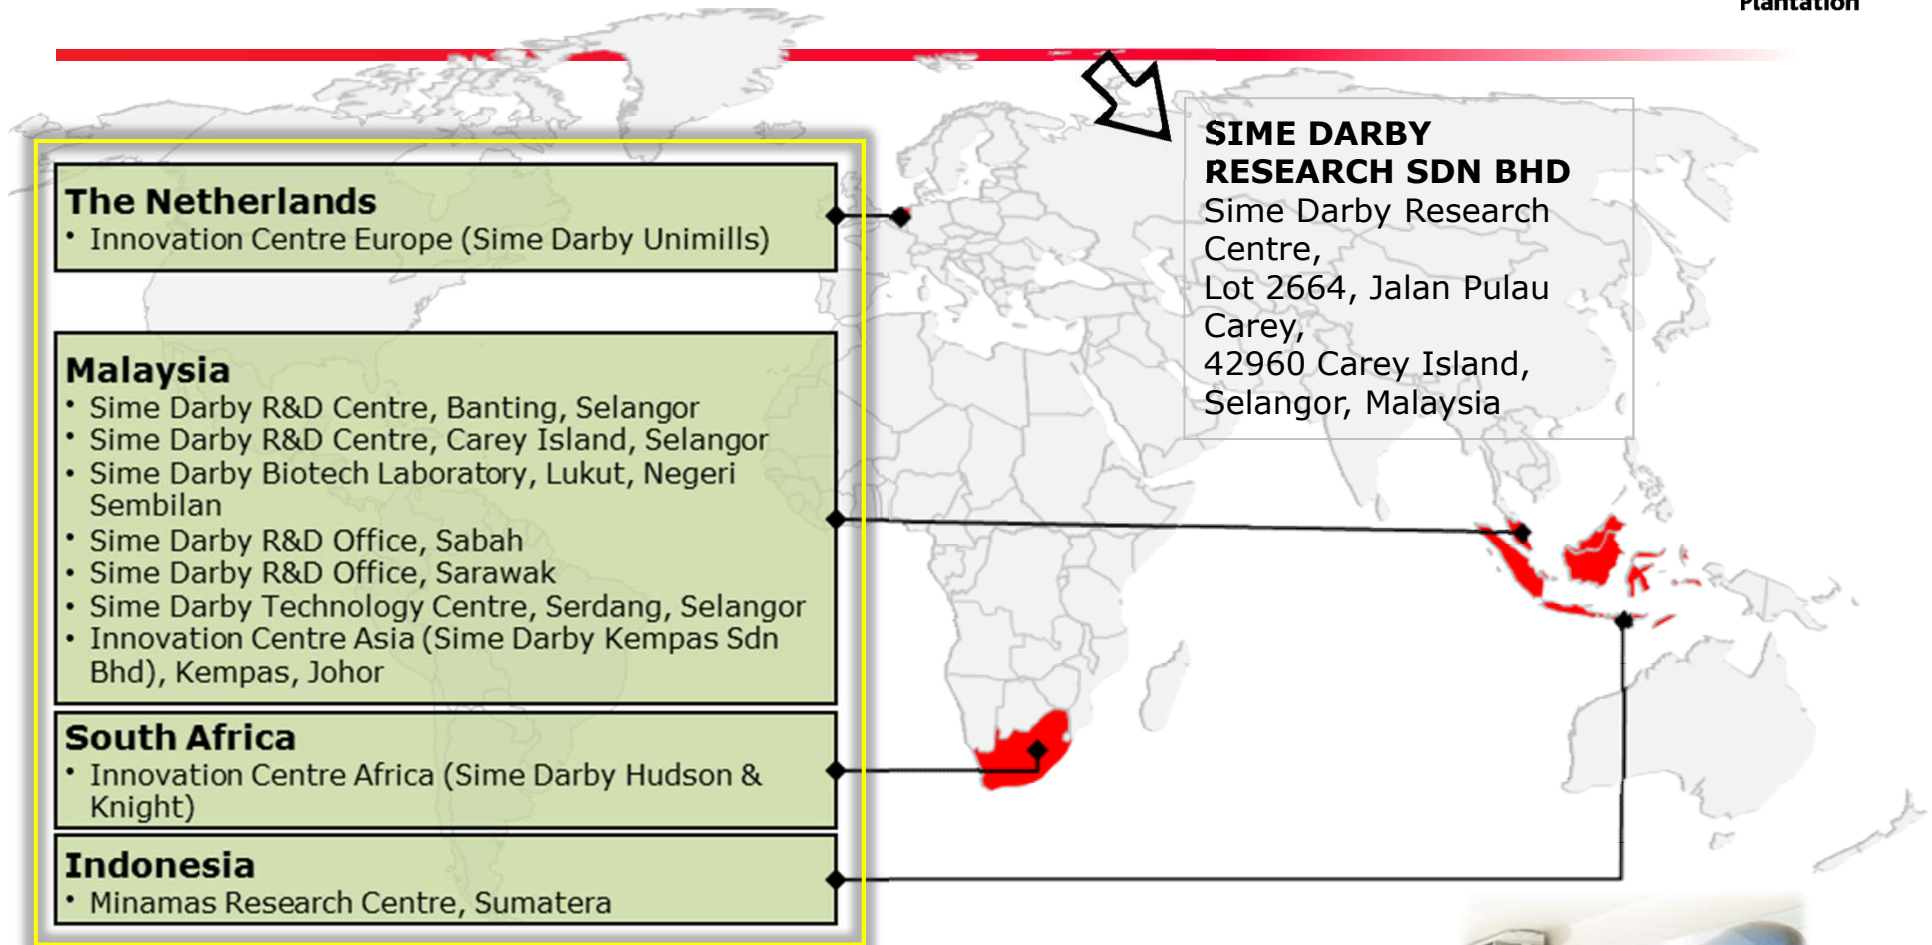 Plantation
The Netherlands
• Innovation Centre Europe (Sime Darby Unimills)
Malaysia
• Sime Darby R&D Centre, Banting, Selangor
• Sime Darby R&D Centre, Carey Island, Selangor
• Sime Darby Biotech Laboratory, Lukut, Negeri
Sembilan
• Sime Darby R&D Office, Sabah
• Sime Darby R&D Office, Sarawak
• Sime Darby Technology Centre, Serdang, Selangor
• Innovation Centre Asia (Sime Darby Kempas Sdn
Bhd), Kempas, Johor
South Africa
• Innovation Centre Africa (Sime Darby Hudson &
Knight)
Indonesia
• Minamas Research Centre, Sumatera
SIME DARBY
RESEARCH SDN BHD
Sime Darby Research
Centre,
Lot 2664, Jalan Pulau
Carey,
42960 Carey Island,
Selangor, Malaysia